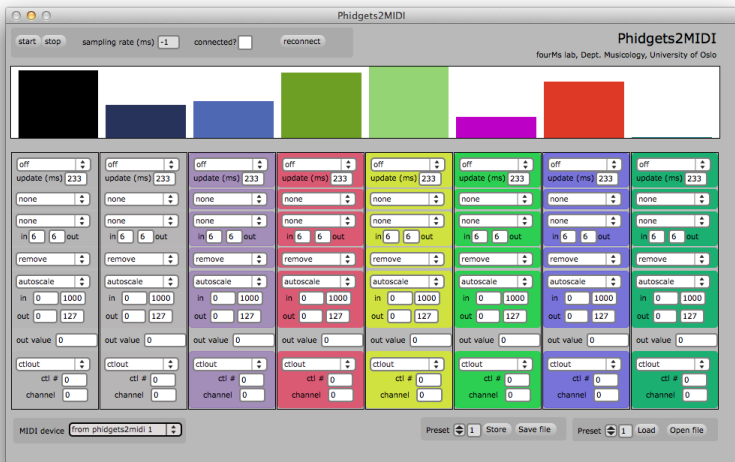 Phidgets2MIDI
start stop sampling rate (ms) -1 connected? reconnect
Phidgets2MIDI
fourMs lab, Dept. Musicology, University of Oslo
off off off off off off off off
update (ms) 233 update (ms) 233 update (ms) 233 update (ms) 233 update (ms) 233 update (ms) 233 update (ms) 233 update (ms) 233
none none none none none none none none
none none none none none none none none
in 6 6 out in 6 6 out in 6 6 out in 6 6 out in 6 6 out in 6 6 out in 6 6 out in 6 6 out
remove remove remove remove remove remove remove remove
autoscale autoscale autoscale autoscale autoscale autoscale autoscale autoscale
in 0 1000 in 0 1000 in 0 1000 in 0 1000 in 0 1000 in 0 1000 in 0 1000 in 0 1000
out 0 127 out 0 127 out 0 127 out 0 127 out 0 127 out 0 127 out 0 127 out 0 127
out value 0 out value 0 out value 0 out value 0 out value 0 out value 0 out value 0 out value 0
ctlout ctlout ctlout ctlout ctlout ctlout ctlout ctlout
ctl # 0 ctl # 0 ctl # 0 ctl # 0 ctl # 0 ctl # 0 ctl # 0 ctl # 0
channel 0 channel 0 channel 0 channel 0 channel 0 channel 0 channel 0 channel 0
MIDI device from phidgets2midi 1 Preset 1 Store Save file Preset 1 Load Open file